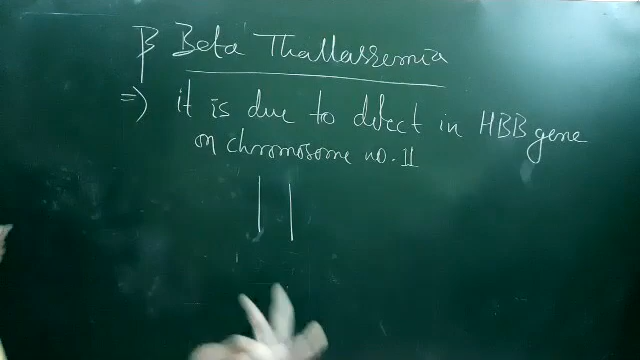 β Beta Thallassemia
=) it is due to defect in HBB gene
on chromosome no. 11